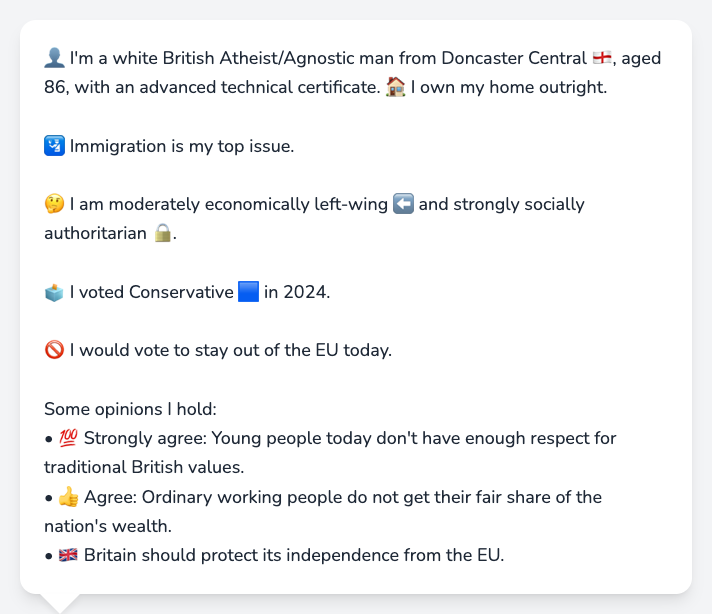 👤 I'm a white British Atheist/Agnostic man from Doncaster Central 🏴󠁧󠁢󠁥󠁮󠁧󠁿, aged
86, with an advanced technical certificate. 🏠 I own my home outright.
🛂 Immigration is my top issue.
🤔 I am moderately economically left-wing ⬅️ and strongly socially
authoritarian 🔒.
🗳️ I voted Conservative 🟦 in 2024.
🚫 I would vote to stay out of the EU today.
Some opinions I hold:
• 💯 Strongly agree: Young people today don't have enough respect for
traditional British values.
• 👍 Agree: Ordinary working people do not get their fair share of the
nation's wealth.
• 🇬🇧 Britain should protect its independence from the EU.